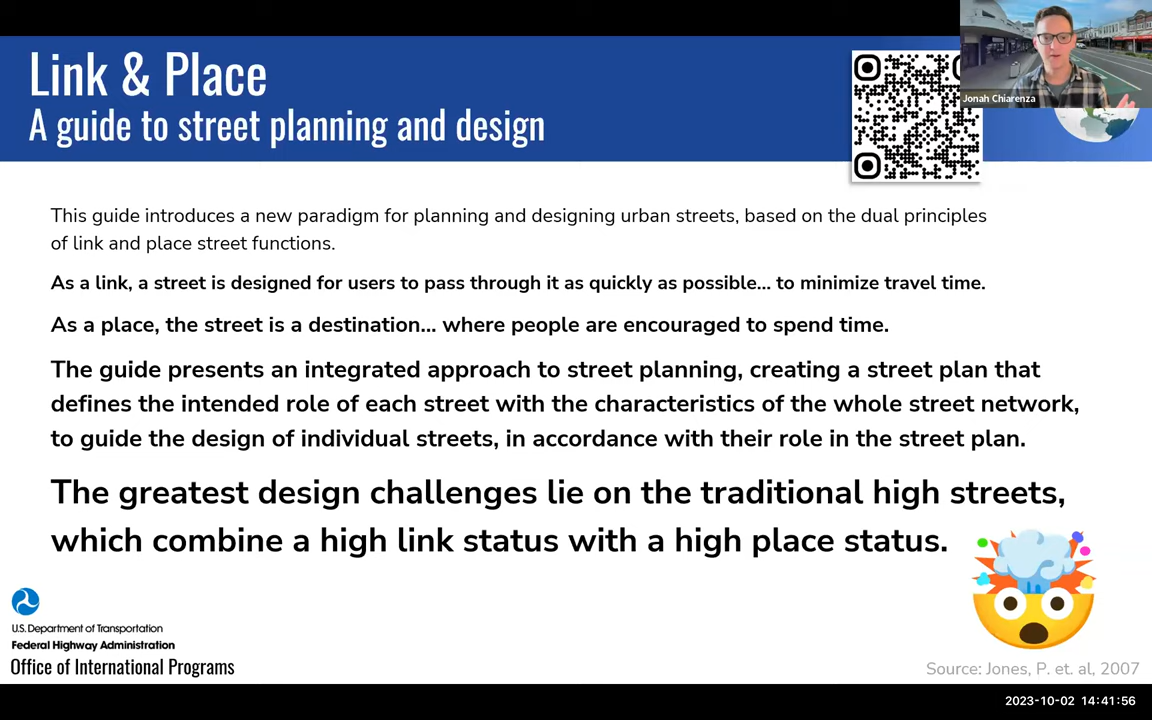 Link & Place
A guide to street planning and design
Jonah Chiarenza
This guide introduces a new paradigm for planning and designing urban streets, based on the dual principles
of link and place street functions.
As a link, a street is designed for users to pass through it as quickly as possible... to minimize travel time.
As a place, the street is a destination... where people are encouraged to spend time.
The guide presents an integrated approach to street planning, creating a street plan that
defines the intended role of each street with the characteristics of the whole street network,
to guide the design of individual streets, in accordance with their role in the street plan.
The greatest design challenges lie on the traditional high streets,
which combine a high link status with a high place status.
U.S. Department of Transportation
Federal Highway Administration
Office of International Programs
Source: Jones, P. et. al, 2007
2023-10-02 14:41:56